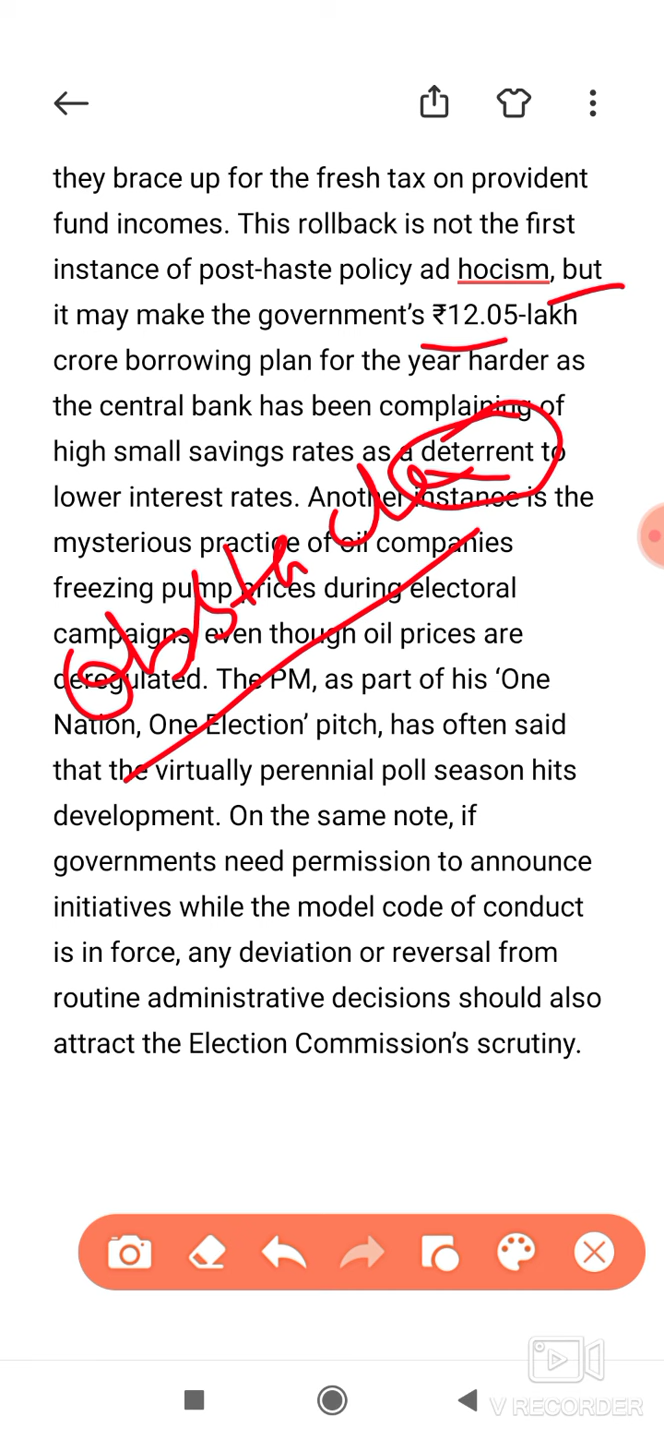 they brace up for the fresh tax on provident
fund incomes. This rollback is not the first
instance of post-haste policy ad hocism, but
it may make the government's ₹12.05-lakh
crore borrowing plan for the year harder as
the central bank has been complaining of
high small savings rates as a deterrent to
lower interest rates. Another instance is the
mysterious practice of oil companies
freezing pump prices during electoral
campaigns, even though oil prices are
deregulated. The PM, as part of his 'One
Nation, One Election' pitch, has often said
that the virtually perennial poll season hits
development. On the same note, if
governments need permission to announce
initiatives while the model code of conduct
is in force, any deviation or reversal from
routine administrative decisions should also
attract the Election Commission's scrutiny.
Obstacle
V RECORDER